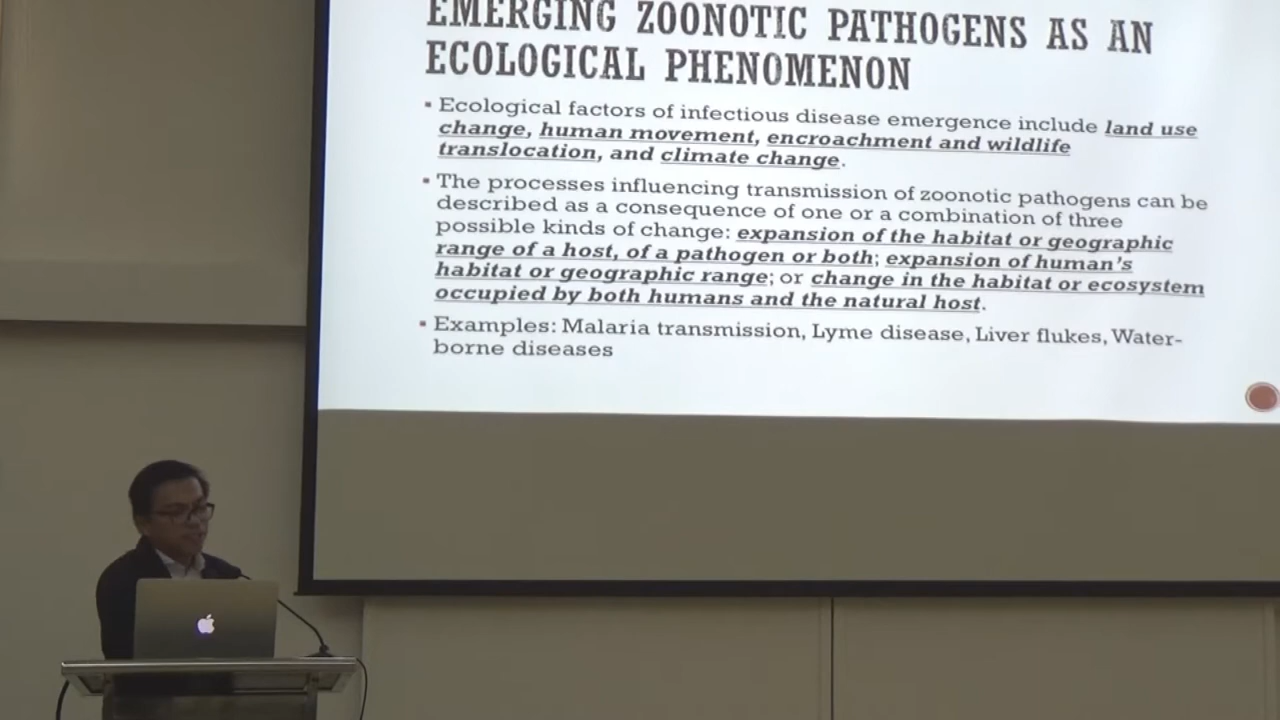 EMERGING ZOONOTIC PATHOGENS AS AN
ECOLOGICAL PHENOMENON
▪ Ecological factors of infectious disease emergence include land use
change, human movement, encroachment and wildlife
translocation, and climate change.
▪ The processes influencing transmission of zoonotic pathogens can be
described as a consequence of one or a combination of three
possible kinds of change: expansion of the habitat or geographic
range of a host, of a pathogen or both; expansion of human's
habitat or geographic range; or change in the habitat or ecosystem
occupied by both humans and the natural host.
▪ Examples: Malaria transmission, Lyme disease, Liver flukes, Water-
borne diseases